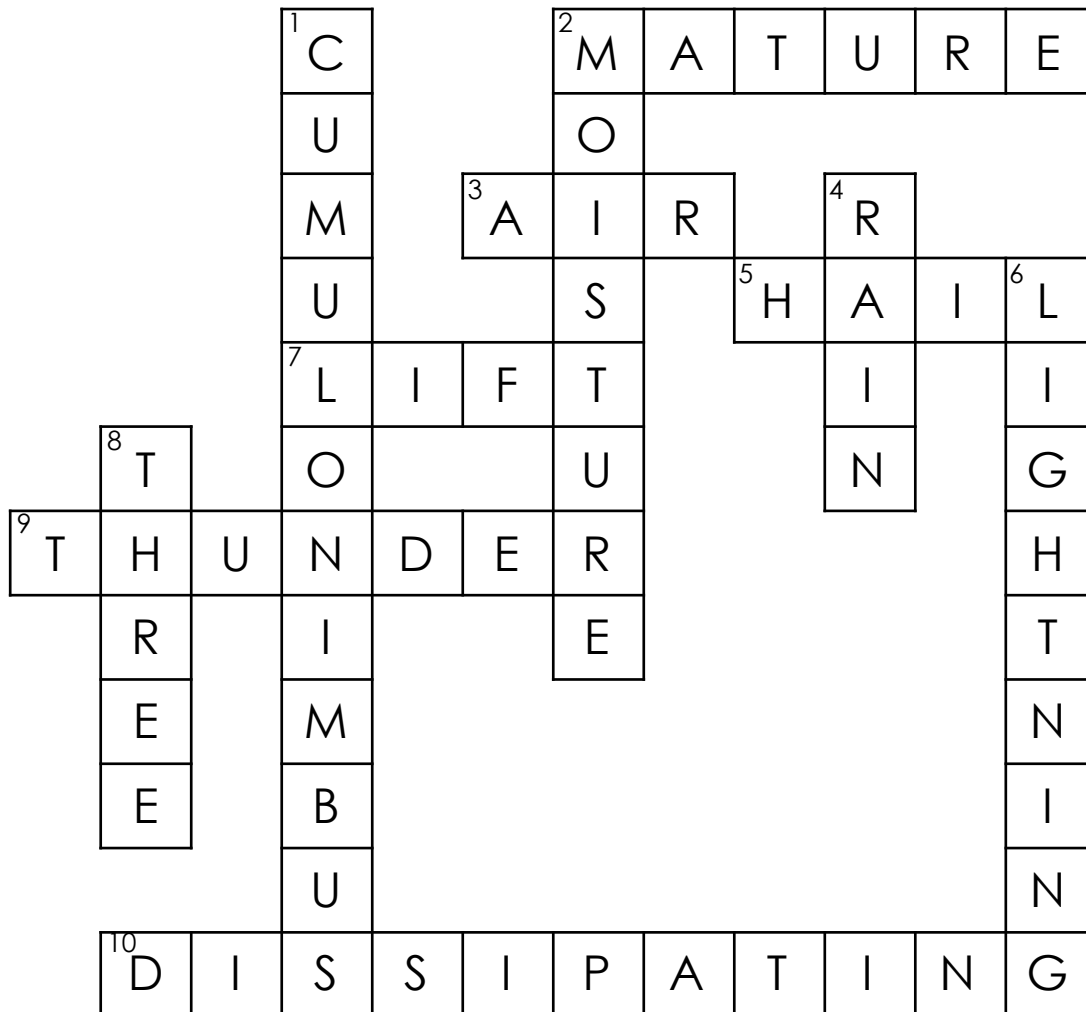 1 C 2 M A T U R E
U O
M 3 A I R 4 R
U S 5 H A I 6 L
7 L I F T I I
8 T O U N G
9 T H U N D E R H
R I E T
E M N
E B I
U N
10 D I S S I P A T I N G